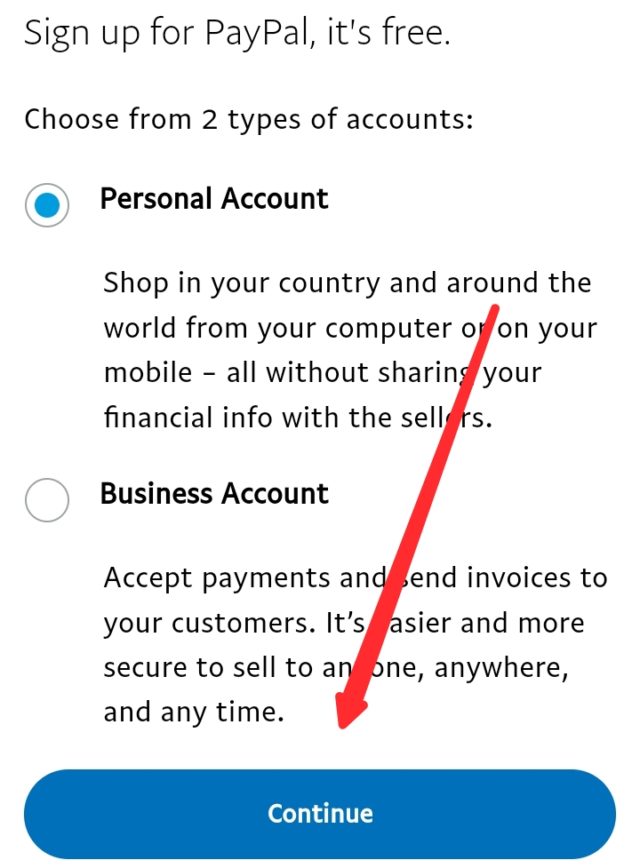 Sign up for PayPal, it's free.
Choose from 2 types of accounts:
Personal Account
Shop in your country and around the
world from your computer or on your
mobile – all without sharing your
financial info with the sellers.
Business Account
Accept payments and send invoices to
your customers. It’s easier and more
secure to sell to anyone, anywhere,
and any time.
Continue